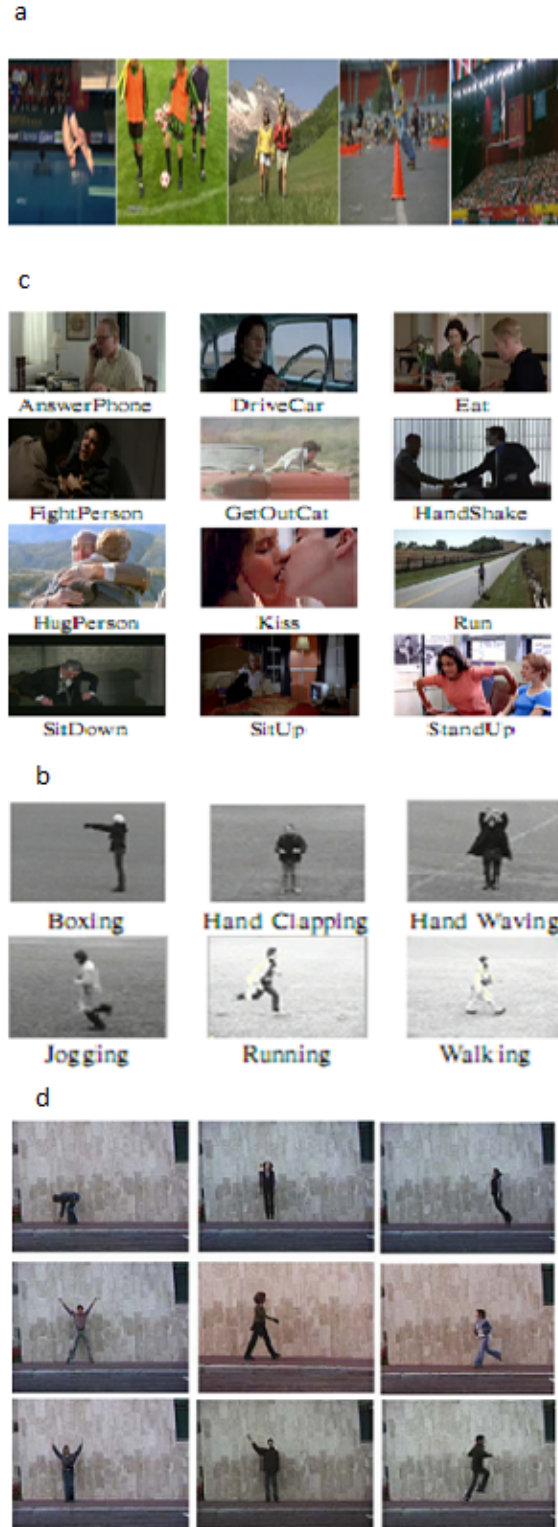 a
c
AnswerPhone DriveCar Eat
FightPerson GetOutCat HandShake
HugPerson Kiss Run
SitDown SitUp StandUp
b
Boxing Hand Clapping Hand Waving
Jogging Running Walking
d